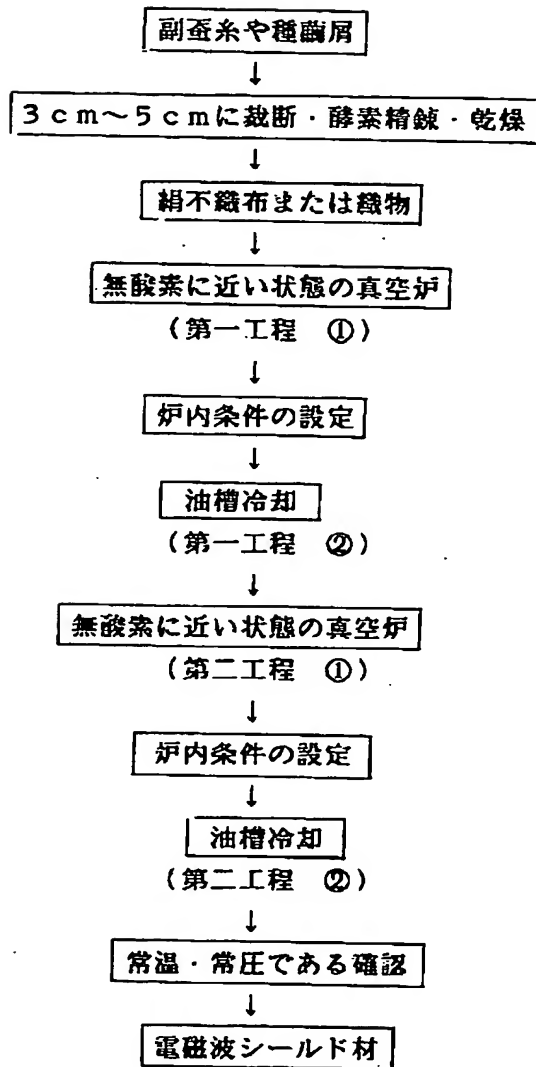 副蚕糸や種繭屑
↓
3cm~5cmに裁断・酵素精錬・乾燥
↓
絹不織布または織物
↓
無酸素に近い状態の真空炉
(第一工程 ①)
↓
炉内条件の設定
↓
油槽冷却
(第一工程 ②)
↓
無酸素に近い状態の真空炉
(第二工程 ①)
↓
炉内条件の設定
↓
油槽冷却
(第二工程 ②)
↓
常温・常圧である確認
↓
電磁波シールド材